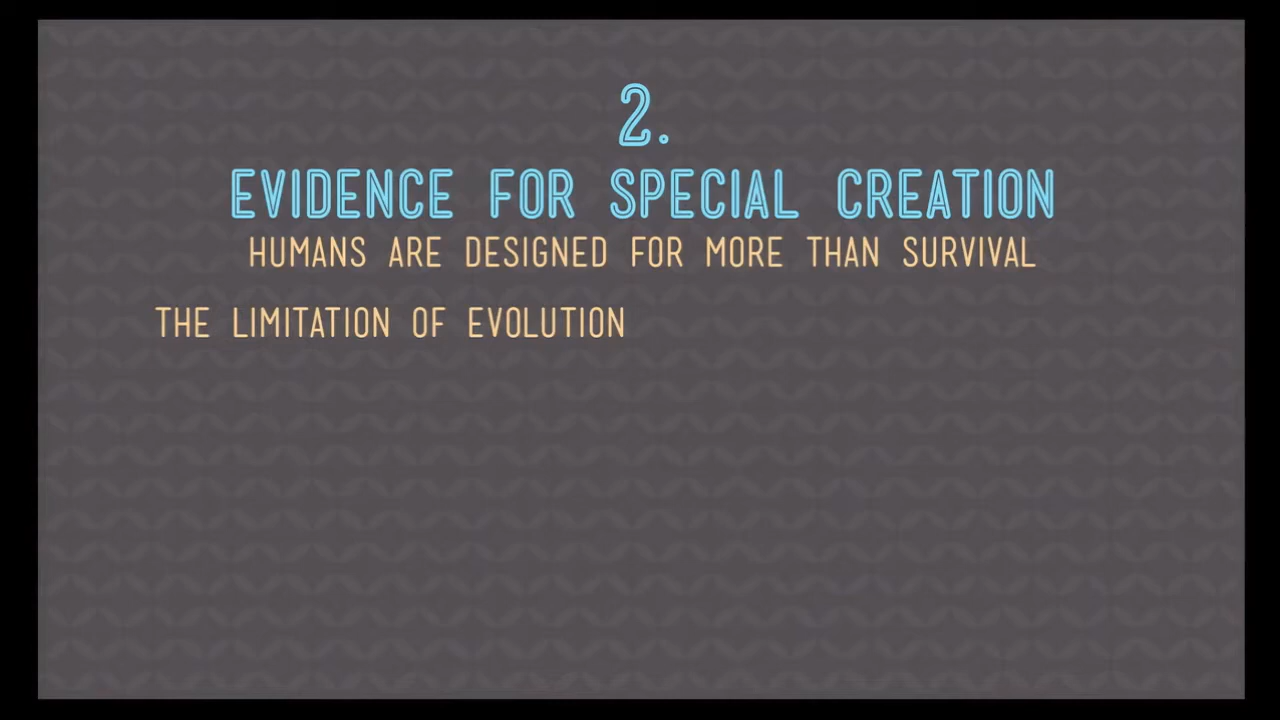 2.
EVIDENCE FOR SPECIAL CREATION
HUMANS ARE DESIGNED FOR MORE THAN SURVIVAL
THE LIMITATION OF EVOLUTION